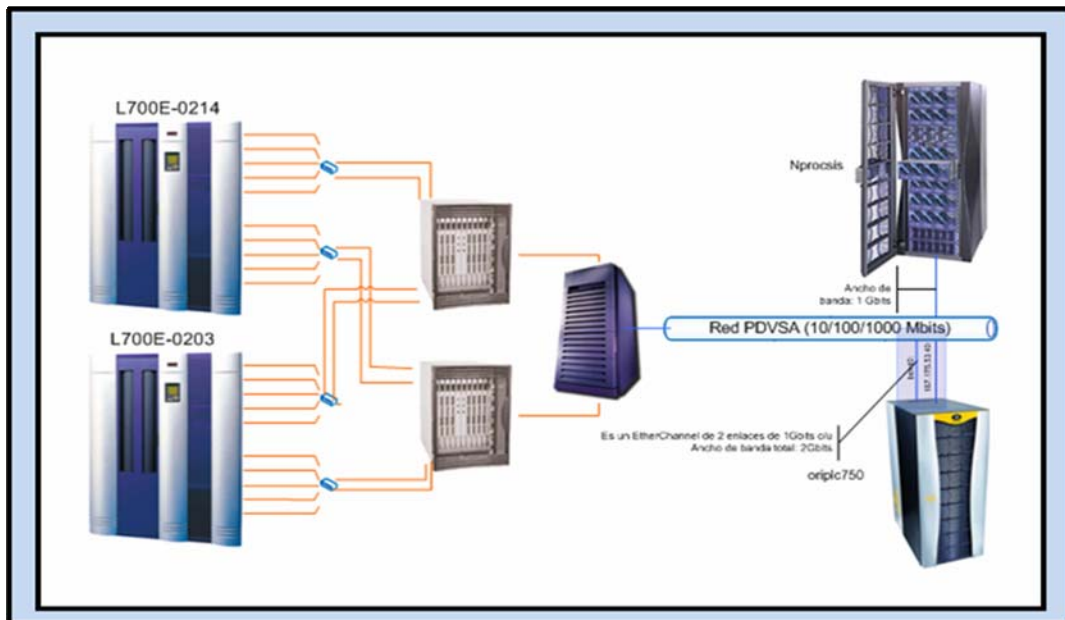 L700E-0214
Nprocsis
Ancho de
banda: 1 Gbits
Red PDVSA (10/100/1000 Mbits)
L700E-0203
Es un EtherChannel de 2 enlaces de 1Gbits c/u
Ancho de banda total: 2Gbits
oriplc750